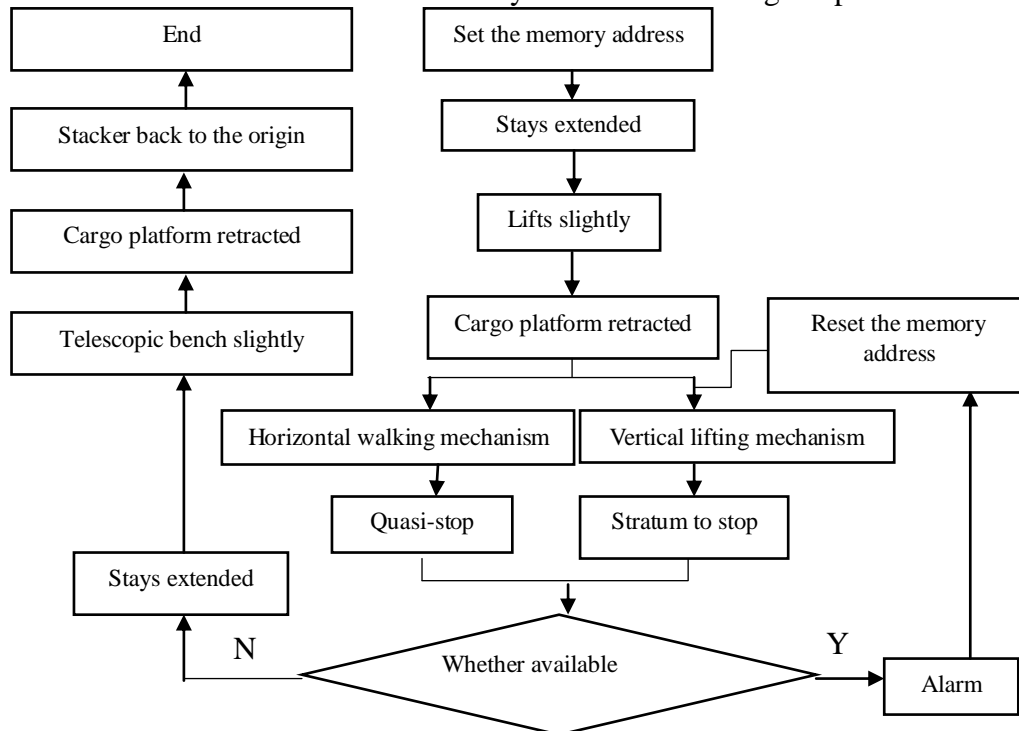 End
Set the memory address
Stacker back to the origin
Stays extended
Cargo platform retracted
Lifts slightly
Telescopic bench slightly
Cargo platform retracted
Reset the memory
address
Horizontal walking mechanism
Vertical lifting mechanism
Quasi-stop
Stratum to stop
Stays extended
N
Whether available
Y
Alarm